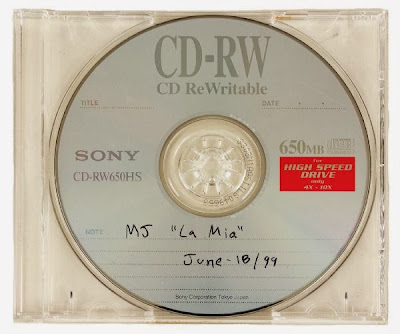 CD-RW
CD ReWritable
TITLE
DATE . .
SONY
650MB
CD-RW650HS
for
HIGH SPEED
DRIVE
only
4X - 10X
NOTE
MJ "La Mia"
June-18/99
Sony Corporation Tokyo Japan